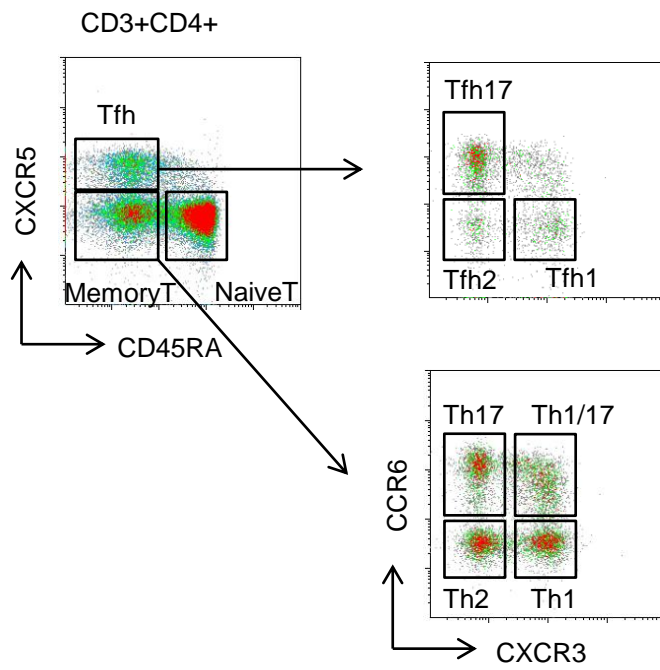 CD3+CD4+
Tfh
CXCR5
MemoryT
NaiveT
CD45RA
Tfh17
Tfh2
Tfh1
Th17
Th1/17
CCR6
Th2
Th1
CXCR3